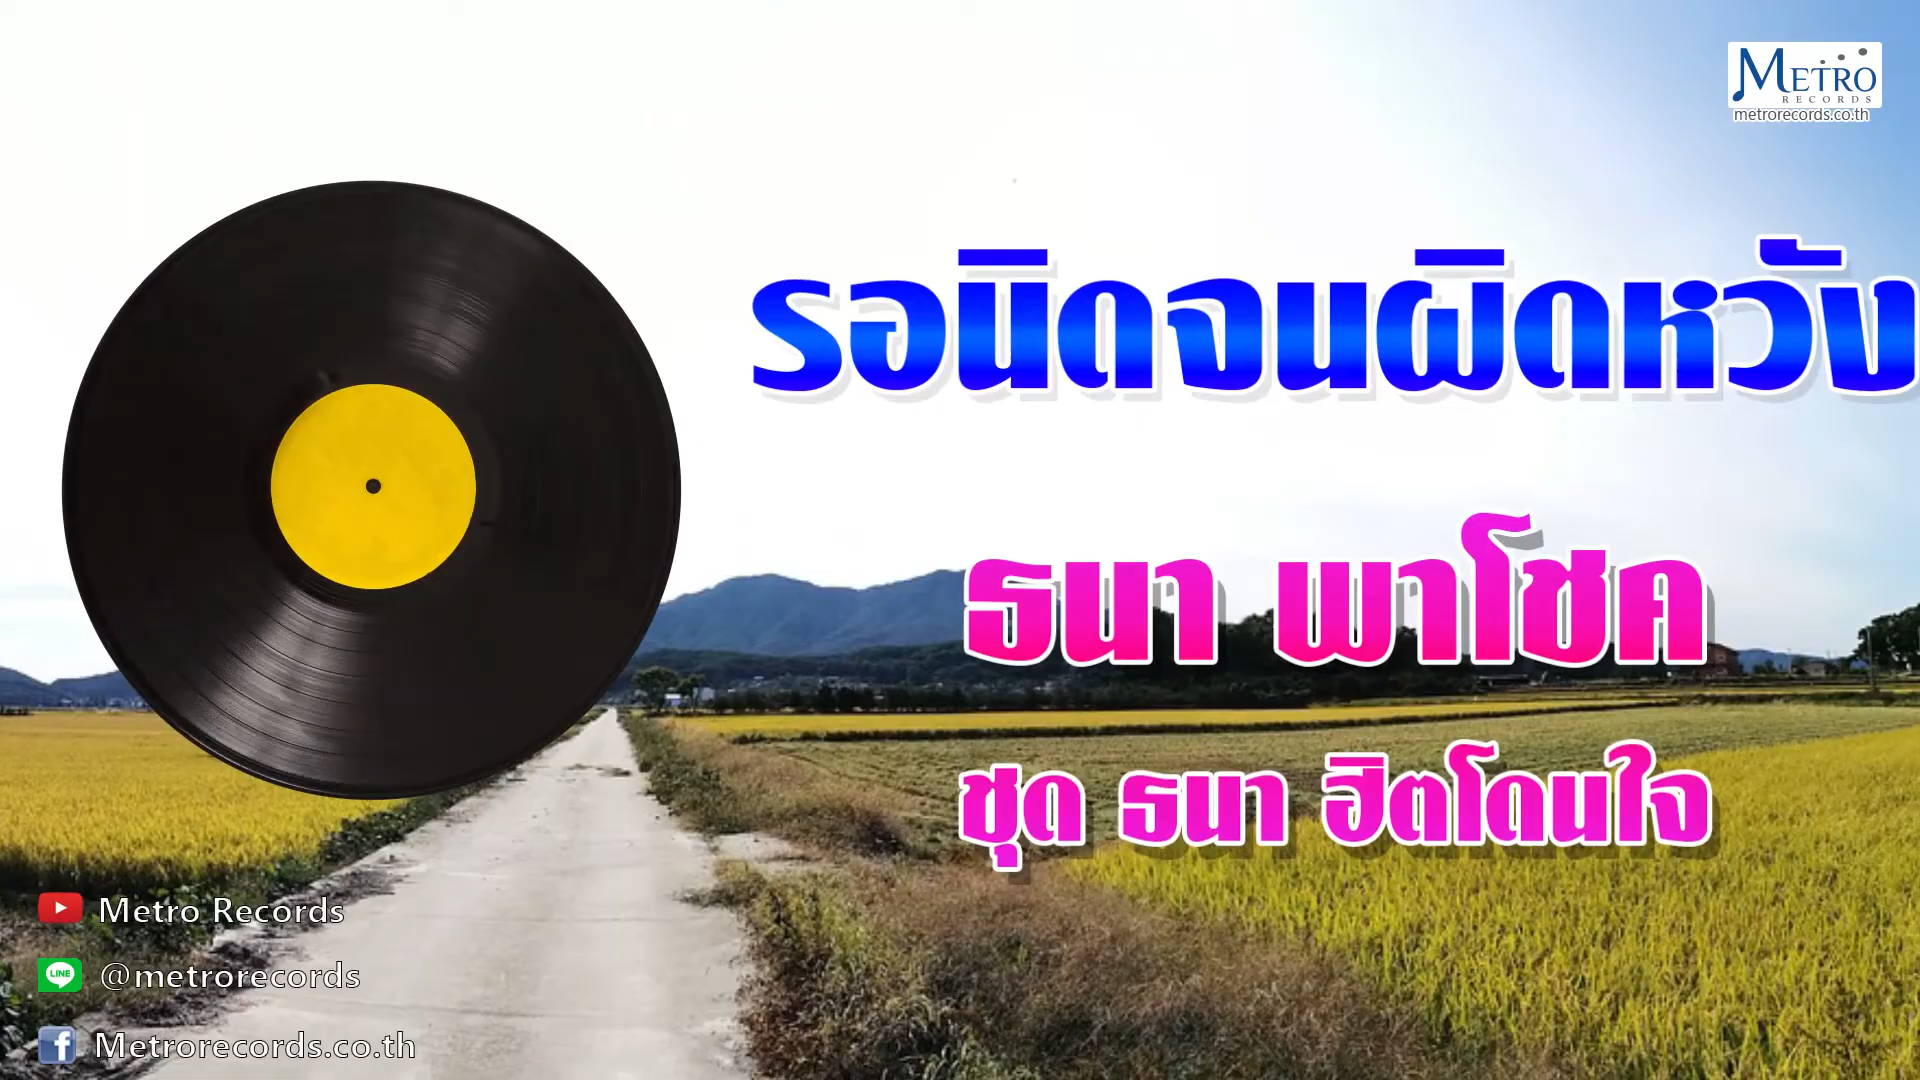 METRO
RECORDS
metrorecords.co.th
รอนิดจนผิดหวัง
ธนา พาโชค
ชุด ธนา ฮิตโดนใจ
Metro Records
LINE
@metrorecords
f
Metrorecords.co.th